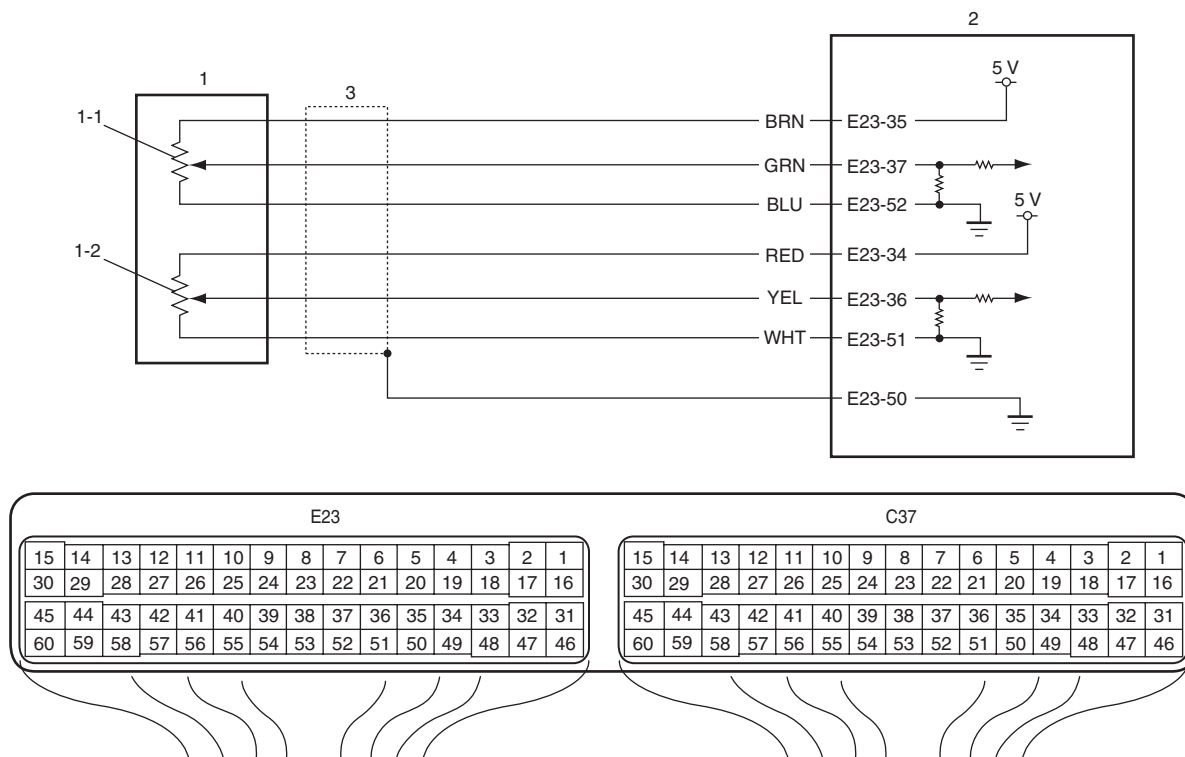 2
5 V
1
3
1-1
BRN E23-35
GRN E23-37
BLU E23-52
5 V
1-2
RED E23-34
YEL E23-36
WHT E23-51
E23-50
E23
15 14 13 12 11 10 9 8 7 6 5 4 3 2 1
30 29 28 27 26 25 24 23 22 21 20 19 18 17 16
45 44 43 42 41 40 39 38 37 36 35 34 33 32 31
60 59 58 57 56 55 54 53 52 51 50 49 48 47 46
C37
15 14 13 12 11 10 9 8 7 6 5 4 3 2 1
30 29 28 27 26 25 24 23 22 21 20 19 18 17 16
45 44 43 42 41 40 39 38 37 36 35 34 33 32 31
60 59 58 57 56 55 54 53 52 51 50 49 48 47 46